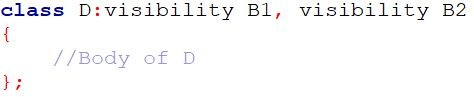 class D:visibility B1, visibility B2
{
//Body of D
};